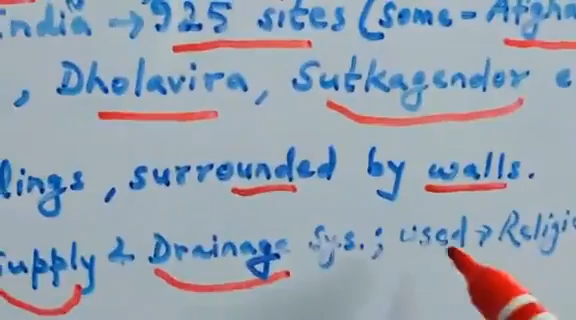 India → 925 sites (some - Afgha
, Dholavira, Sutkagendor e
lings, surrounded by walls.
supply & Drainage Sys.; used → Religi